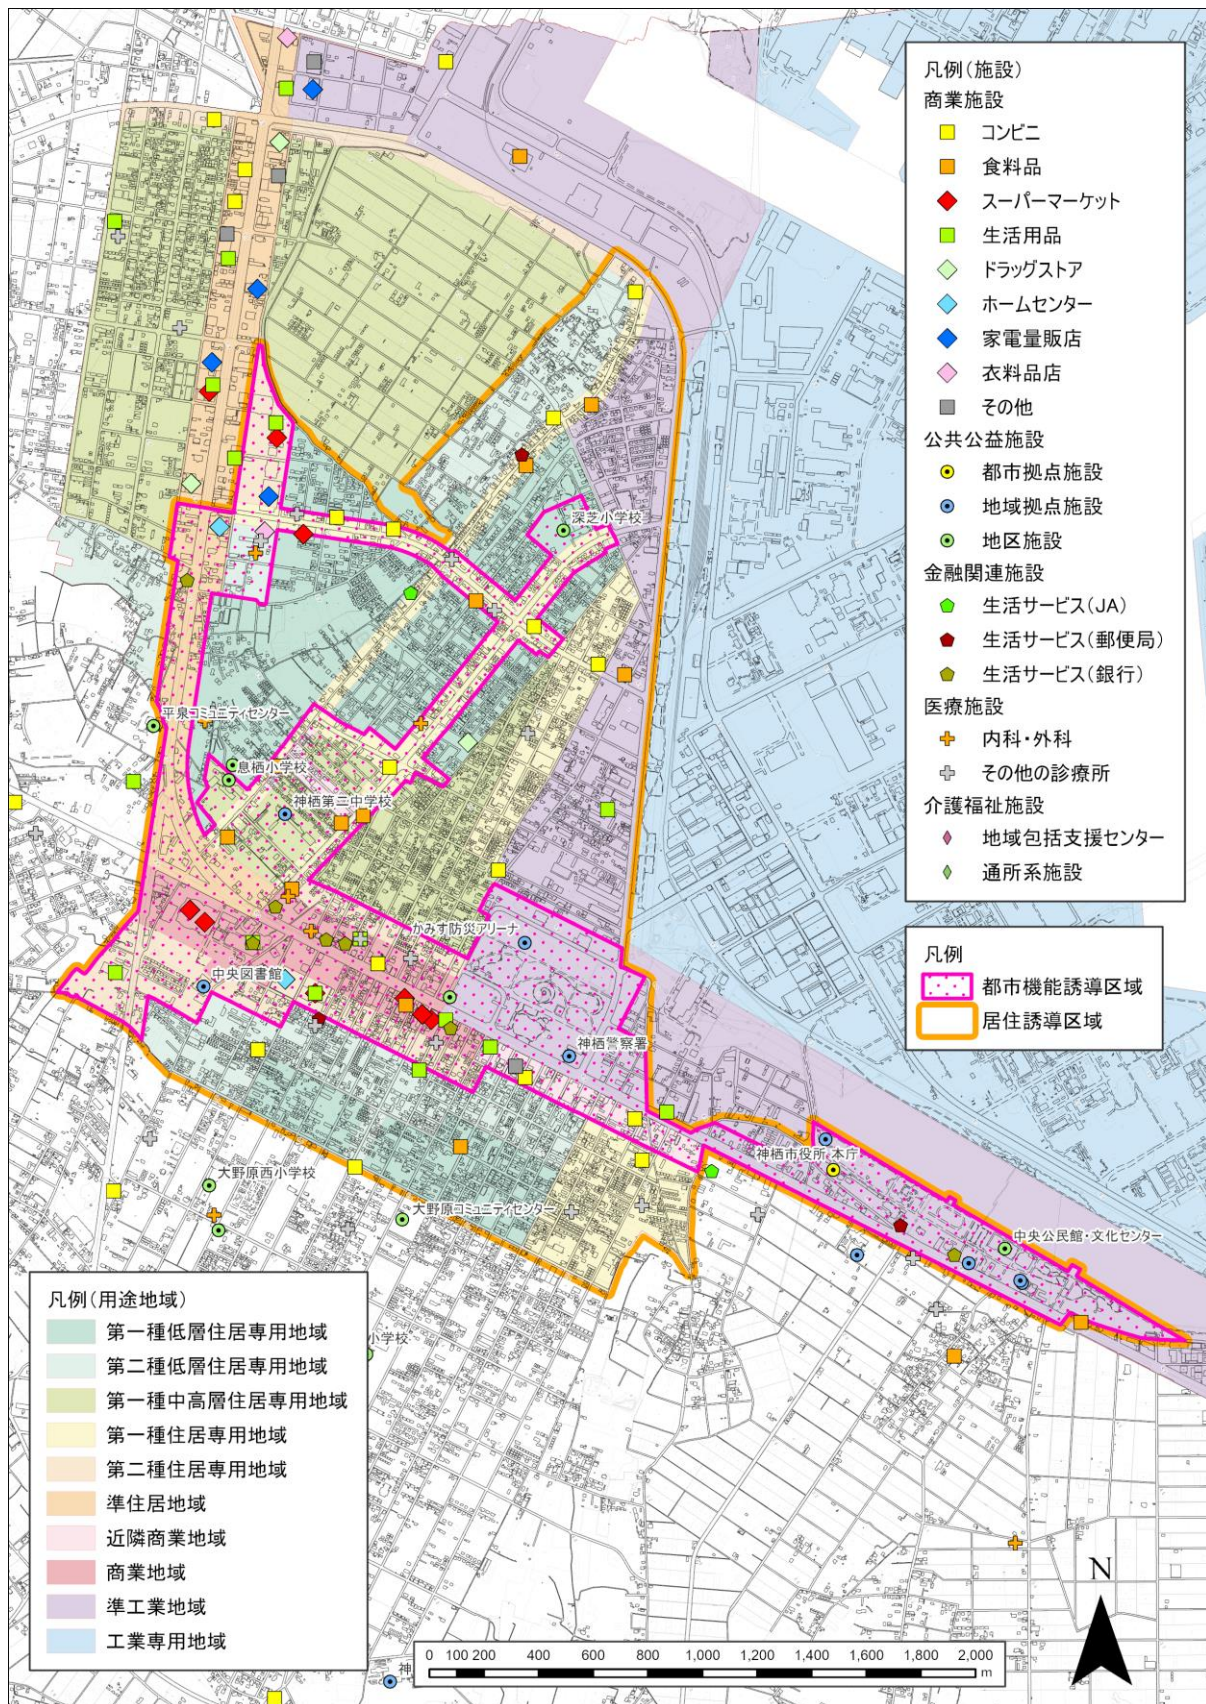 凡例(施設)
商業施設
コンビニ
食料品
スーパーマーケット
生活用品
ドラッグストア
ホームセンター
家電量販店
衣料品店
その他
公共公益施設
都市拠点施設
地域拠点施設
地区施設
金融関連施設
生活サービス(JA)
生活サービス(郵便局)
生活サービス(銀行)
医療施設
内科・外科
その他の診療所
介護福祉施設
地域包括支援センター
通所系施設
凡例
都市機能誘導区域
居住誘導区域
深芝小学校
平泉コミュニティセンター
息栖小学校
神栖第二中学校
かみす防災アリーナ
中央図書館
神栖警察署
神栖市役所 本庁
大野原西小学校
大野原コミュニティセンター
中央公民館・文化センター
小学校
凡例(用途地域)
第一種低層住居専用地域
第二種低層住居専用地域
第一種中高層住居専用地域
第一種住居専用地域
第二種住居専用地域
準住居地域
近隣商業地域
商業地域
準工業地域
工業専用地域
N
0 100 200 400 600 800 1,000 1,200 1,400 1,600 1,800 2,000
m
神